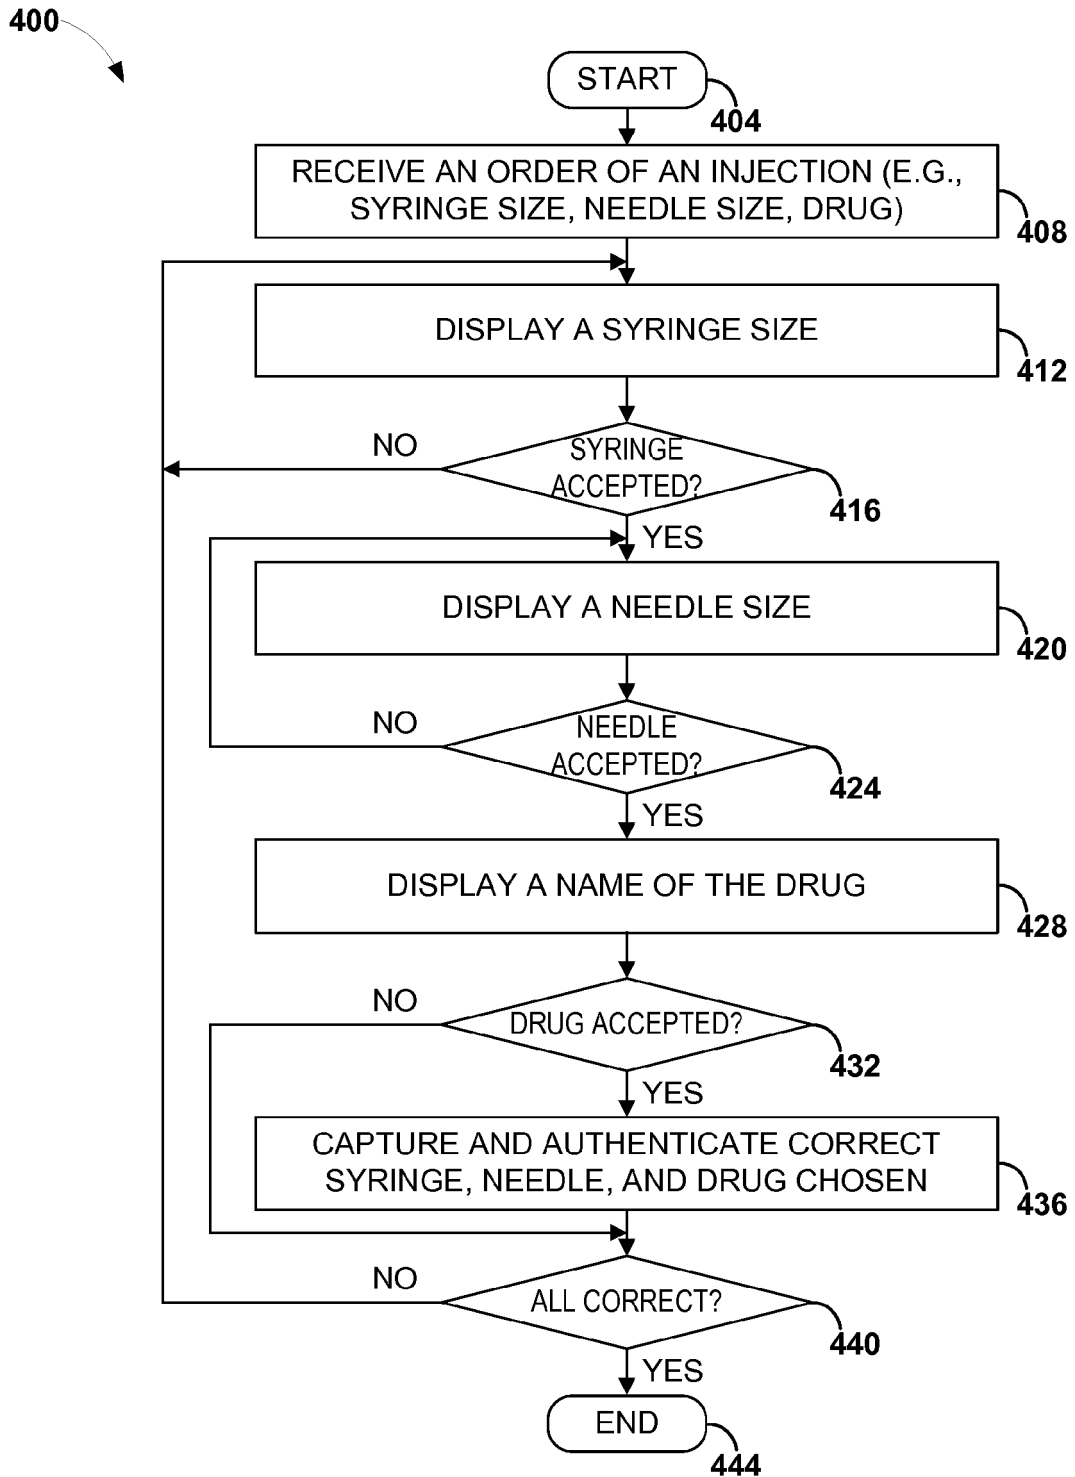 400
START
404
RECEIVE AN ORDER OF AN INJECTION (E.G.,
SYRINGE SIZE, NEEDLE SIZE, DRUG)
408
DISPLAY A SYRINGE SIZE
412
NO
SYRINGE
ACCEPTED?
416
YES
DISPLAY A NEEDLE SIZE
420
NO
NEEDLE
ACCEPTED?
424
YES
DISPLAY A NAME OF THE DRUG
428
NO
DRUG ACCEPTED?
432
YES
CAPTURE AND AUTHENTICATE CORRECT
SYRINGE, NEEDLE, AND DRUG CHOSEN
436
NO
ALL CORRECT?
440
YES
END
444